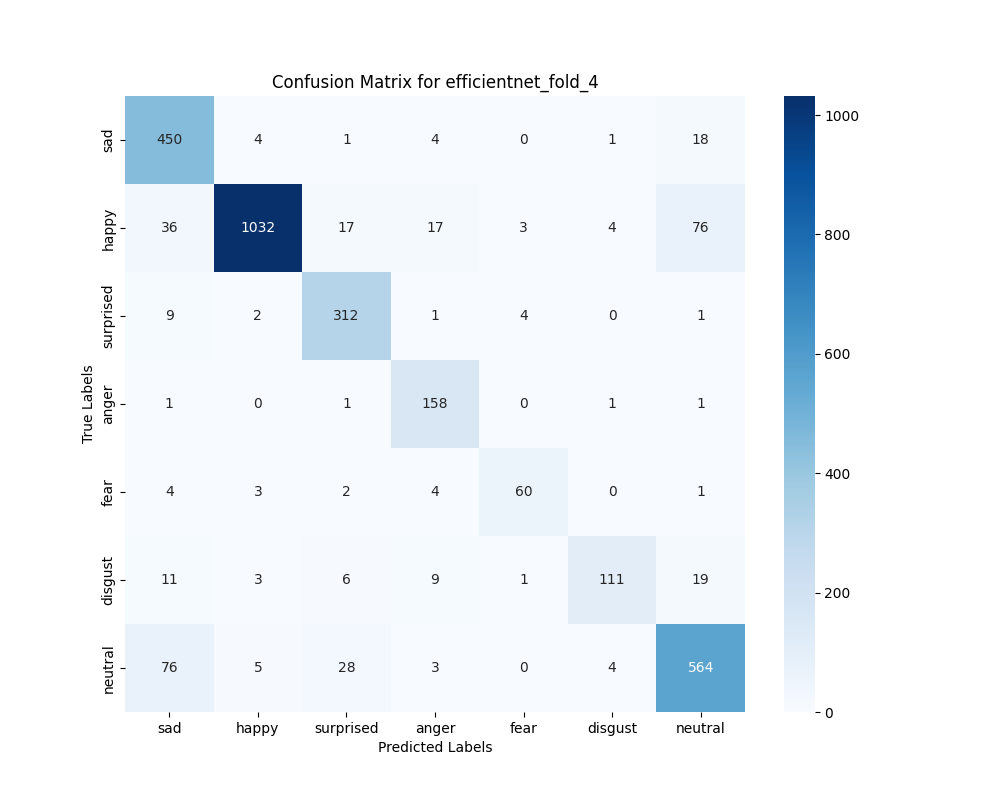 Confusion Matrix for efficientnet_fold_4
True Labels
sad 450 4 1 4 0 1 18
happy 36 1032 17 17 3 4 76
surprised 9 2 312 1 4 0 1
anger 1 0 1 158 0 1 1
fear 4 3 2 4 60 0 1
disgust 11 3 6 9 1 111 19
neutral 76 5 28 3 0 4 564
sad happy surprised anger fear disgust neutral
Predicted Labels
1000
800
600
400
200
0